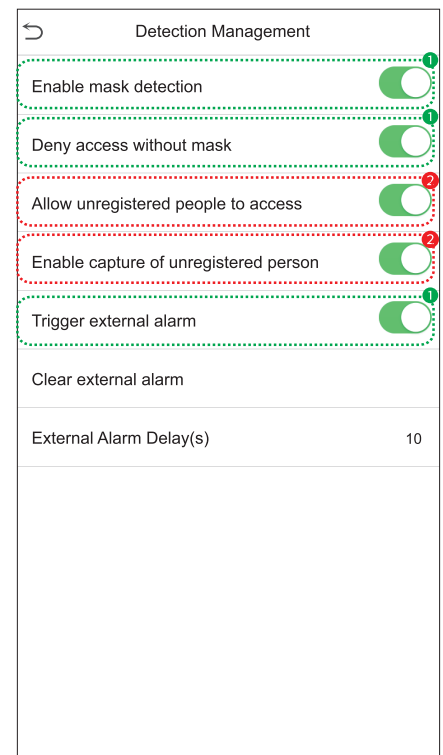 Detection Management
1
Enable mask detection
1
Deny access without mask
2
Allow unregistered people to access
2
Enable capture of unregistered person
1
Trigger external alarm
Clear external alarm
External Alarm Delay(s) 10